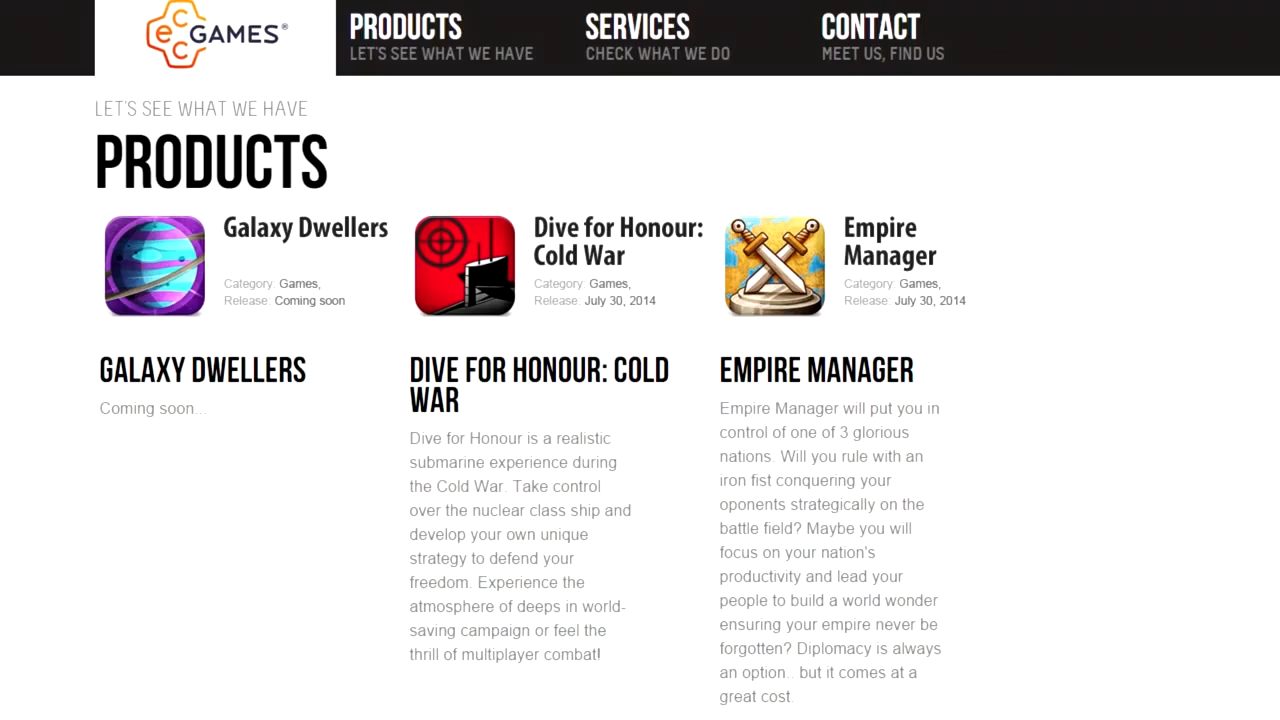 ec
c
c
GAMES®
PRODUCTS
LET'S SEE WHAT WE HAVE
SERVICES
CHECK WHAT WE DO
CONTACT
MEET US, FIND US
LET'S SEE WHAT WE HAVE
PRODUCTS
Galaxy Dwellers
Category: Games,
Release: Coming soon
Dive for Honour:
Cold War
Category: Games,
Release: July 30, 2014
Empire
Manager
Category: Games,
Release: July 30, 2014
GALAXY DWELLERS
Coming soon...
DIVE FOR HONOUR: COLD
WAR
Dive for Honour is a realistic
submarine experience during
the Cold War. Take control
over the nuclear class ship and
develop your own unique
strategy to defend your
freedom. Experience the
atmosphere of deeps in world-
saving campaign or feel the
thrill of multiplayer combat!
EMPIRE MANAGER
Empire Manager will put you in
control of one of 3 glorious
nations. Will you rule with an
iron fist conquering your
oponents strategically on the
battle field? Maybe you will
focus on your nation's
productivity and lead your
people to build a world wonder
ensuring your empire never be
forgotten? Diplomacy is always
an option.. but it comes at a
great cost.